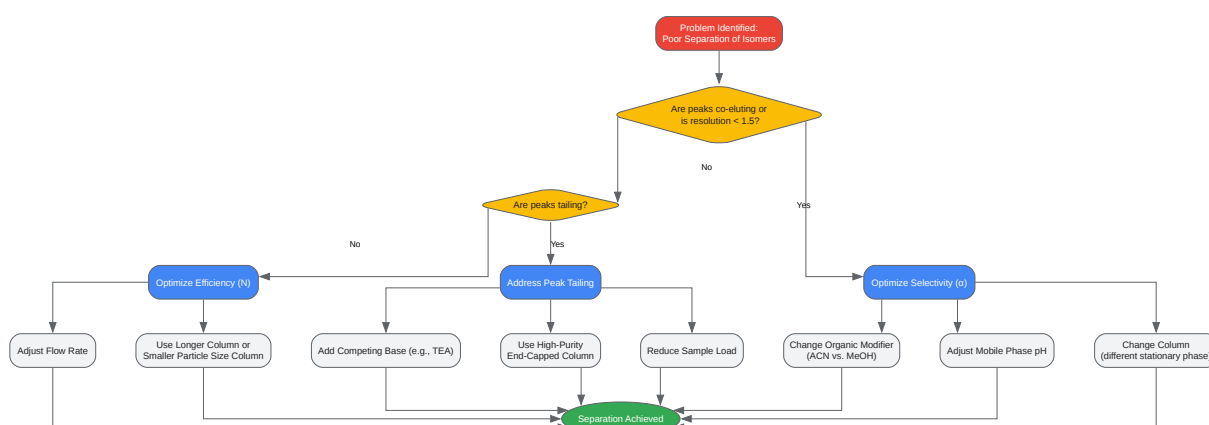 Problem Identified:
Poor Separation of Isomers
Are peaks co-eluting or
is resolution < 1.5?
No
Are peaks tailing?
Yes
No
Yes
Optimize Efficiency (N)
Address Peak Tailing
Optimize Selectivity (α)
Adjust Flow Rate
Use Longer Column or
Smaller Particle Size Column
Add Competing Base (e.g., TEA)
Use High-Purity
End-Capped Column
Reduce Sample Load
Change Organic Modifier
(ACN vs. MeOH)
Adjust Mobile Phase pH
Change Column
(different stationary phase)
Separation Achieved